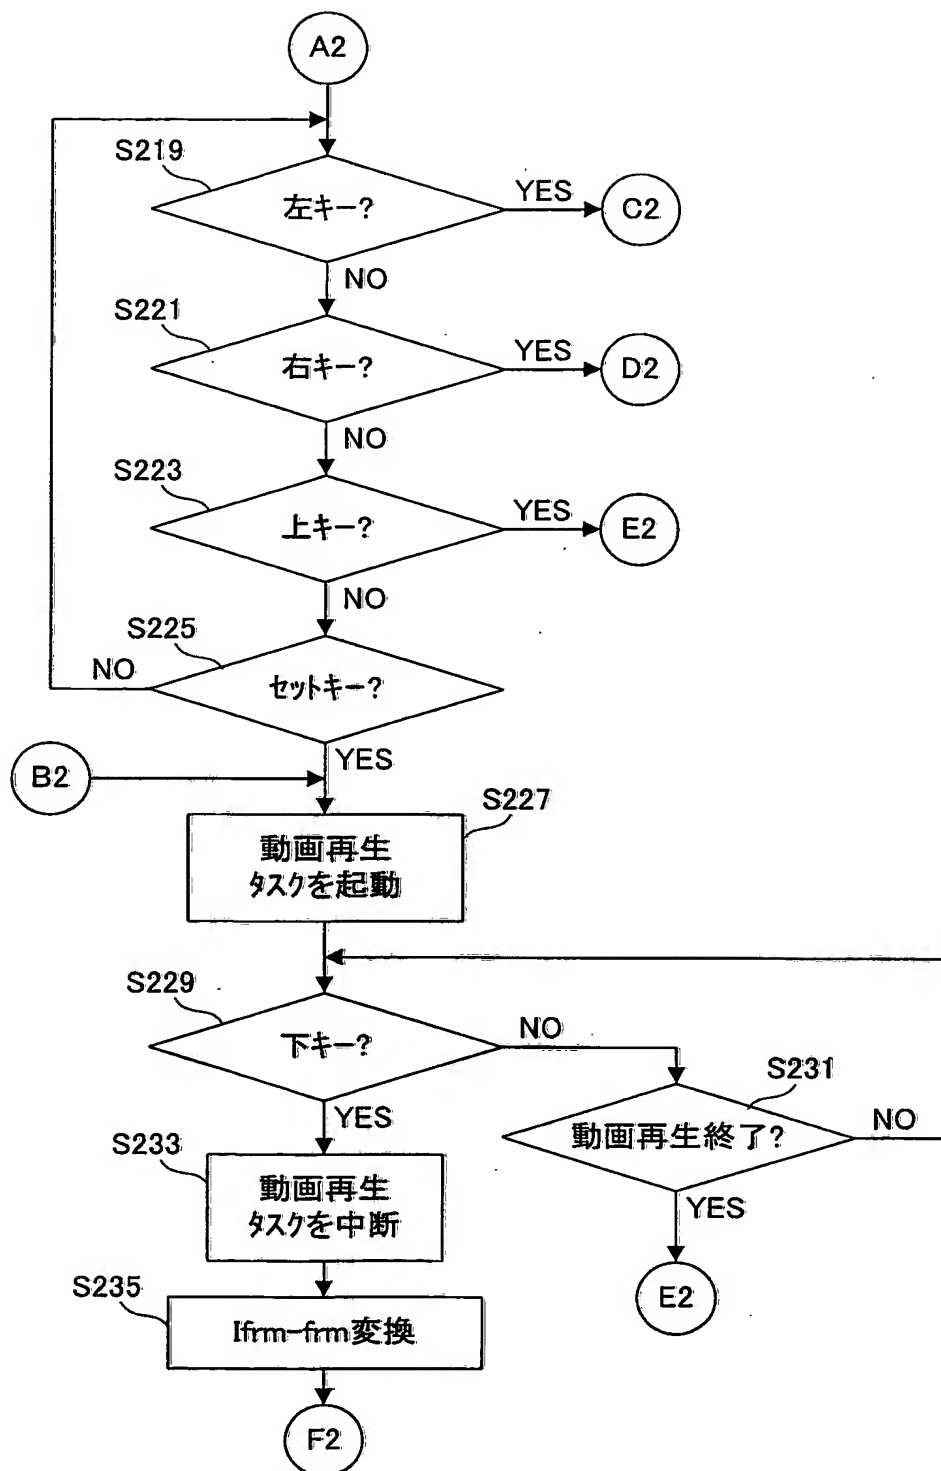 A2
S219
左キー?
YES
C2
NO
S221
右キー?
YES
D2
NO
S223
上キー?
YES
E2
NO
S225
セットキー?
NO
YES
B2
S227
動画再生
タスクを起動
S229
下キー?
NO
S231
動画再生終了?
NO
YES
S233
動画再生
タスクを中断
YES
E2
S235
Ifrm-frm変換
F2